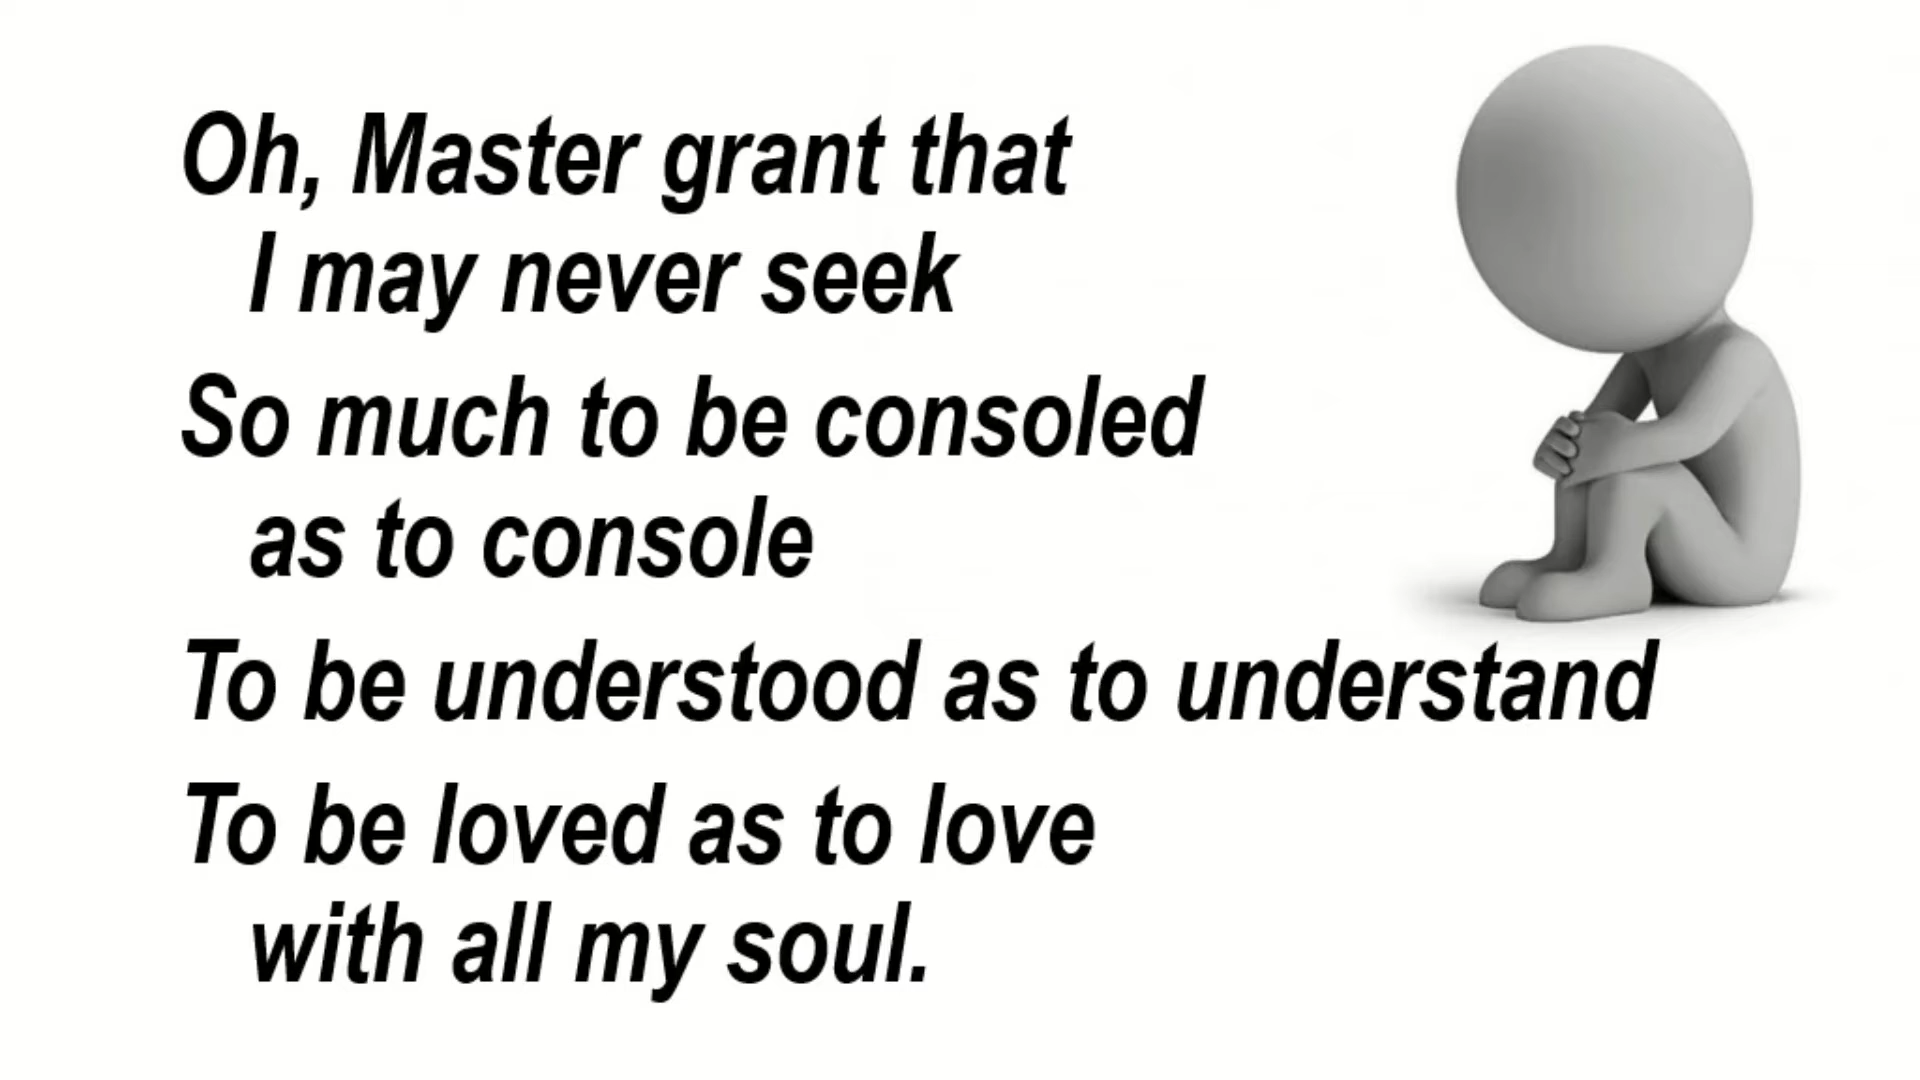 Oh, Master grant that
I may never seek
So much to be consoled
as to console
To be understood as to understand
To be loved as to love
with all my soul.